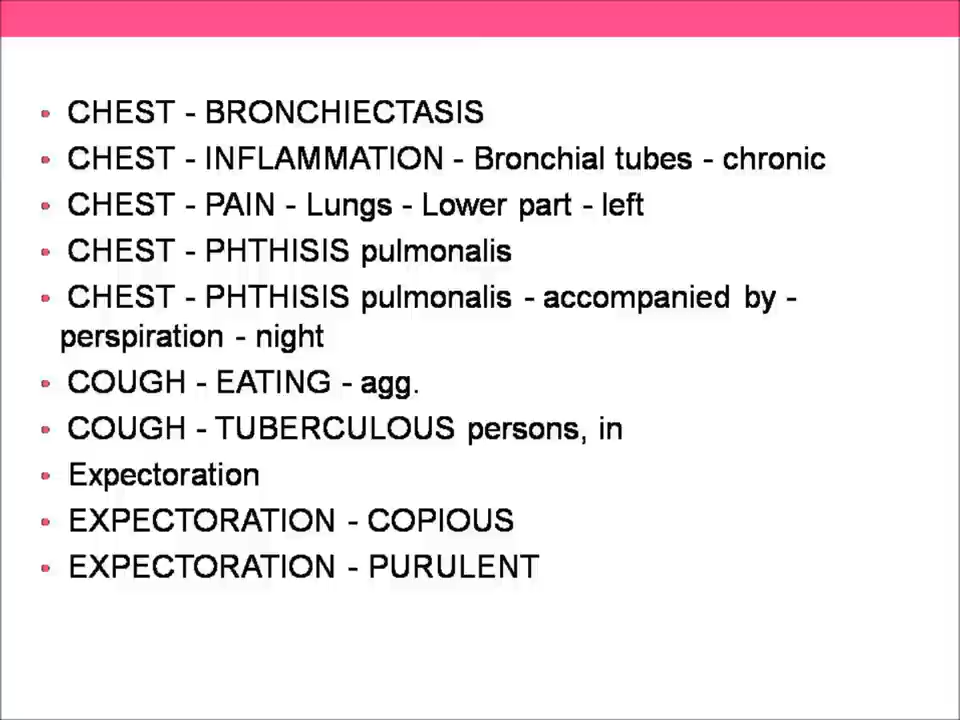 • CHEST - BRONCHIECTASIS
• CHEST - INFLAMMATION - Bronchial tubes - chronic
• CHEST - PAIN - Lungs - Lower part - left
• CHEST - PHTHISIS pulmonalis
• CHEST - PHTHISIS pulmonalis - accompanied by -
perspiration - night
• COUGH - EATING - agg.
• COUGH - TUBERCULOUS persons, in
• Expectoration
• EXPECTORATION - COPIOUS
• EXPECTORATION - PURULENT